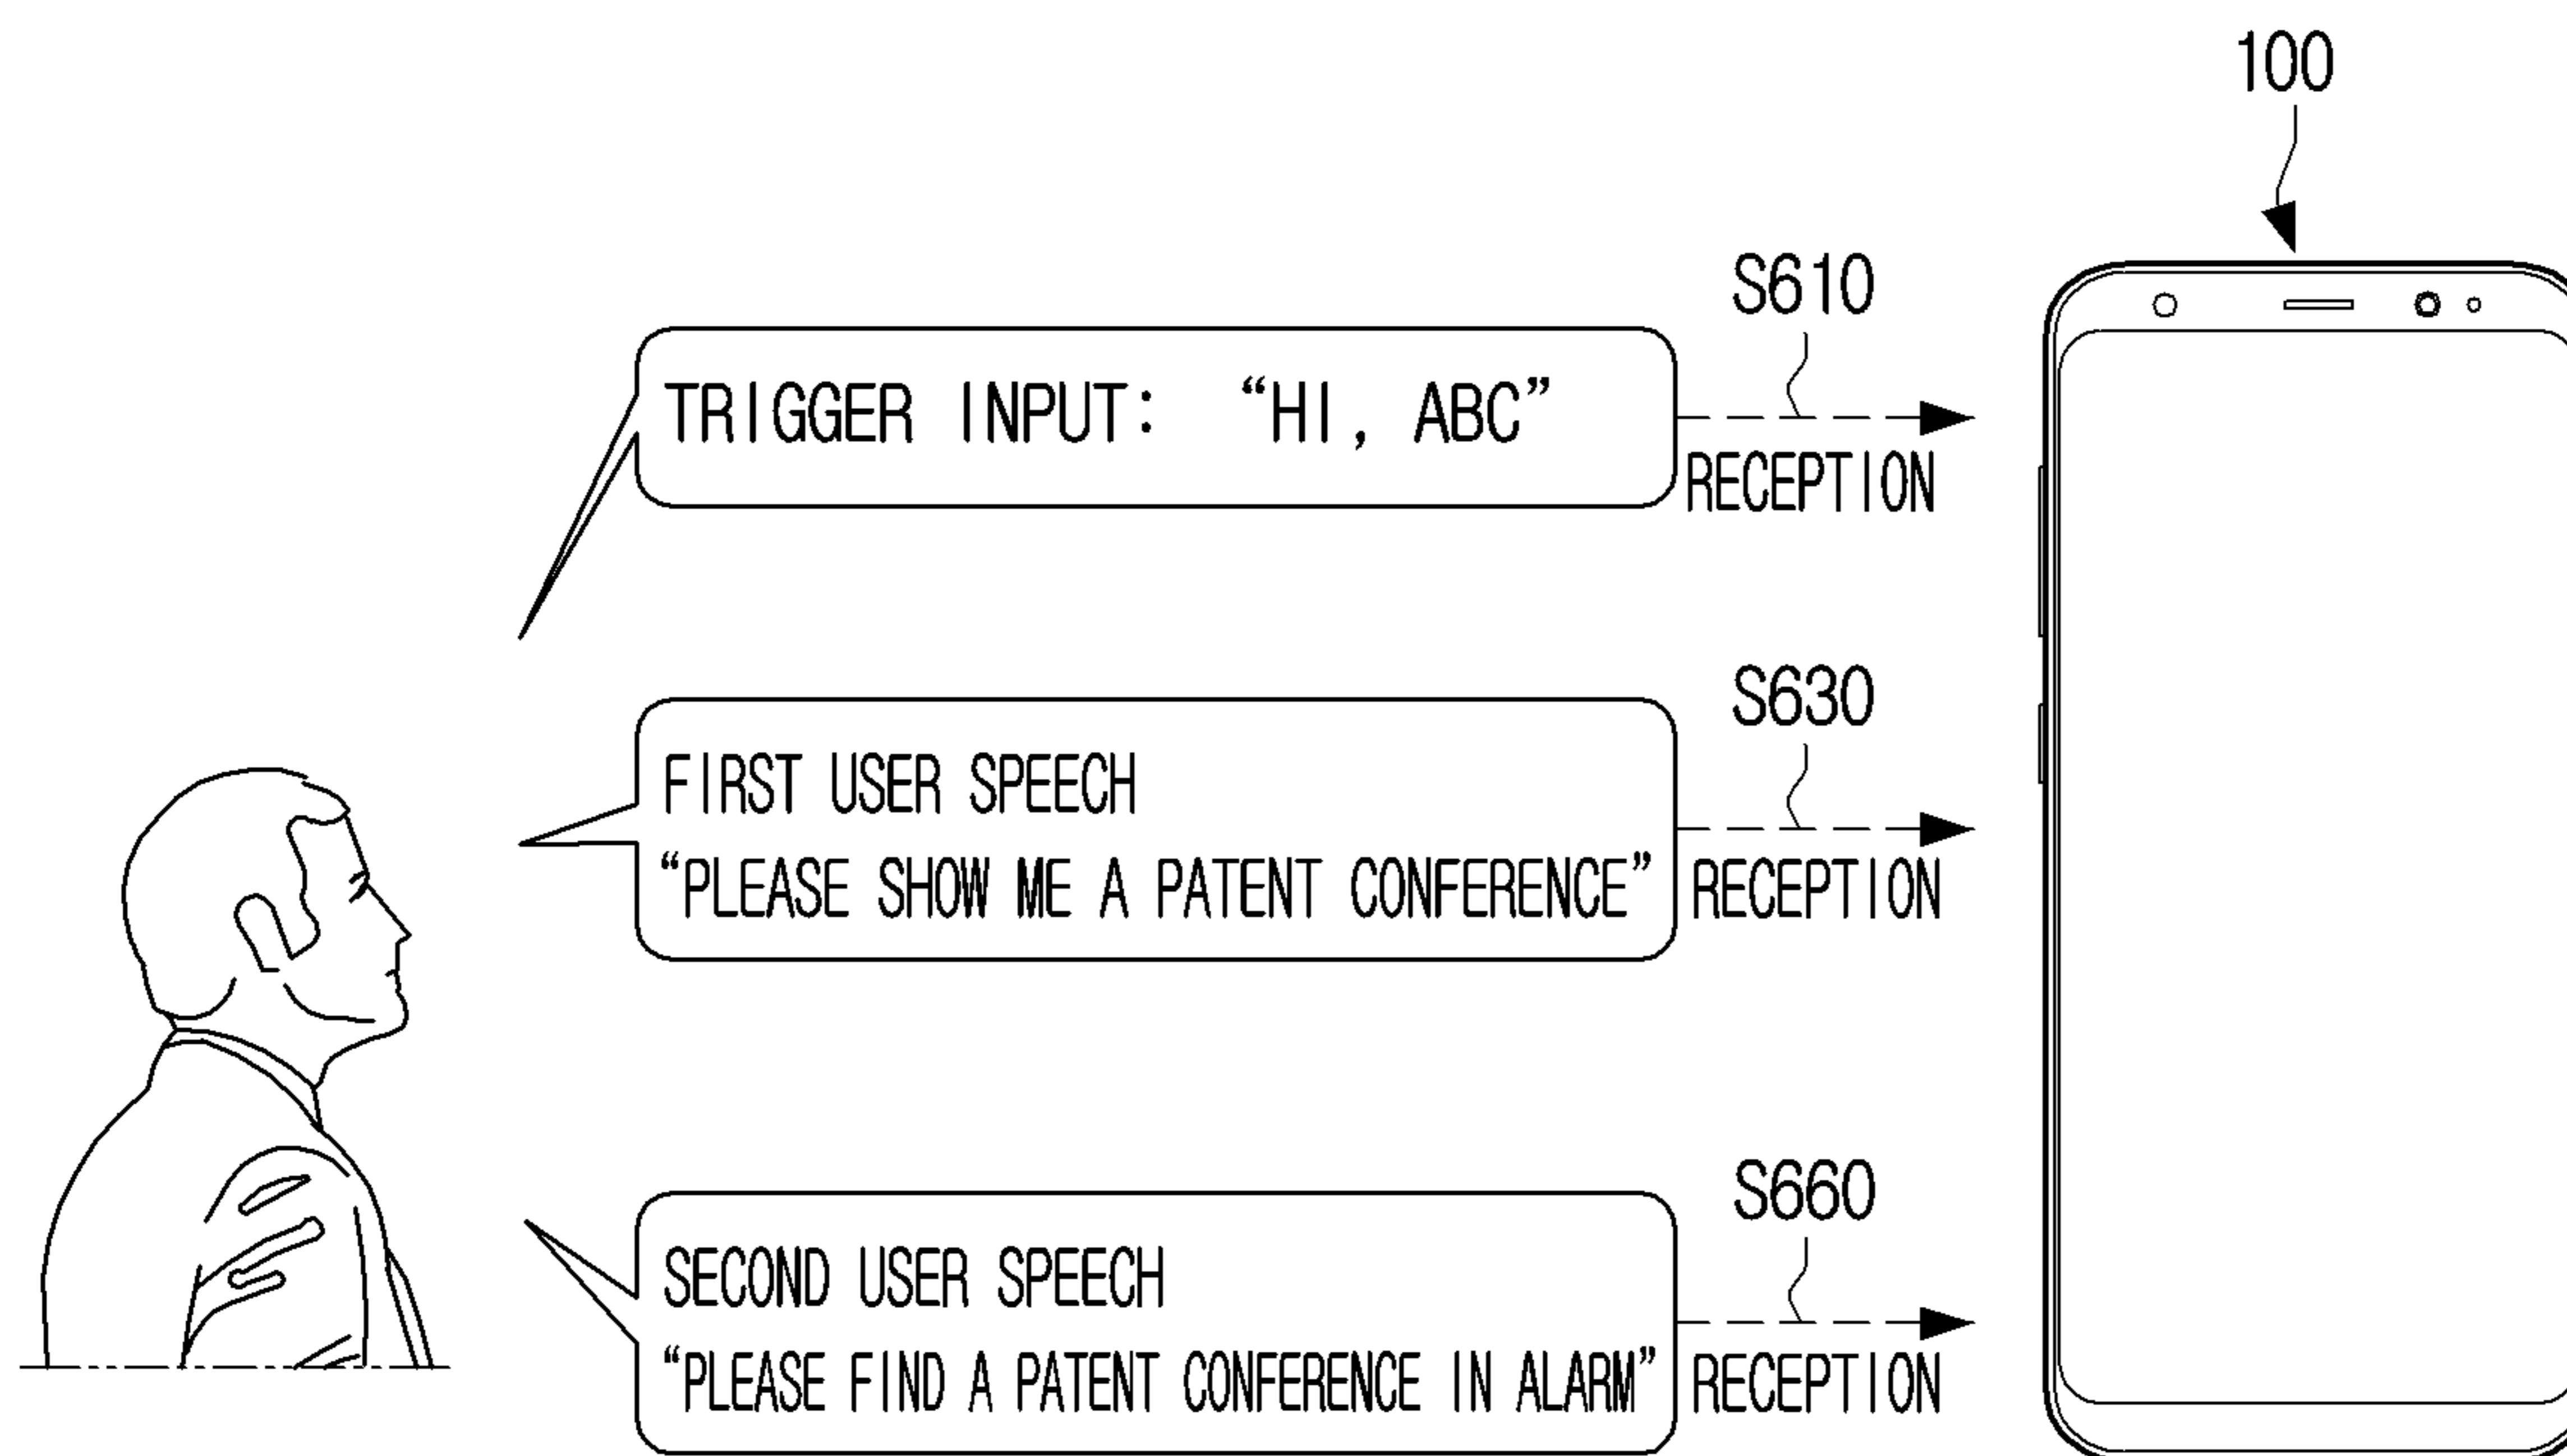 100
S610
TRIGGER INPUT: “HI, ABC”
RECEPTION
S630
FIRST USER SPEECH
“PLEASE SHOW ME A PATENT CONFERENCE”
RECEPTION
S660
SECOND USER SPEECH
“PLEASE FIND A PATENT CONFERENCE IN ALARM”
RECEPTION